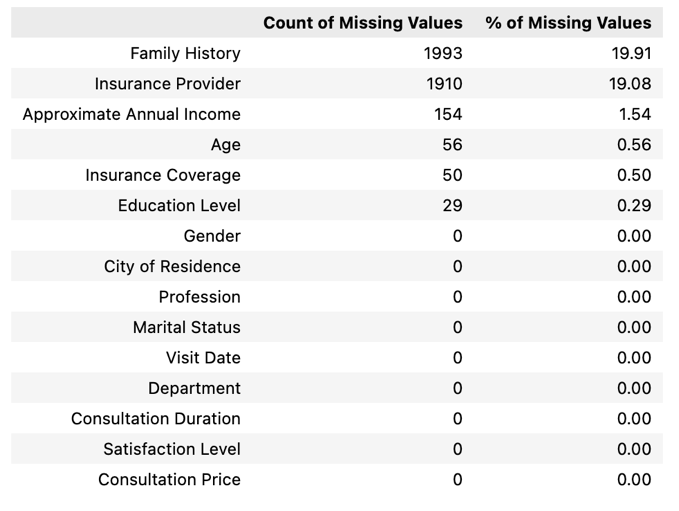 Count of Missing Values % of Missing Values
Family History 1993 19.91
Insurance Provider 1910 19.08
Approximate Annual Income 154 1.54
Age 56 0.56
Insurance Coverage 50 0.50
Education Level 29 0.29
Gender 0 0.00
City of Residence 0 0.00
Profession 0 0.00
Marital Status 0 0.00
Visit Date 0 0.00
Department 0 0.00
Consultation Duration 0 0.00
Satisfaction Level 0 0.00
Consultation Price 0 0.00